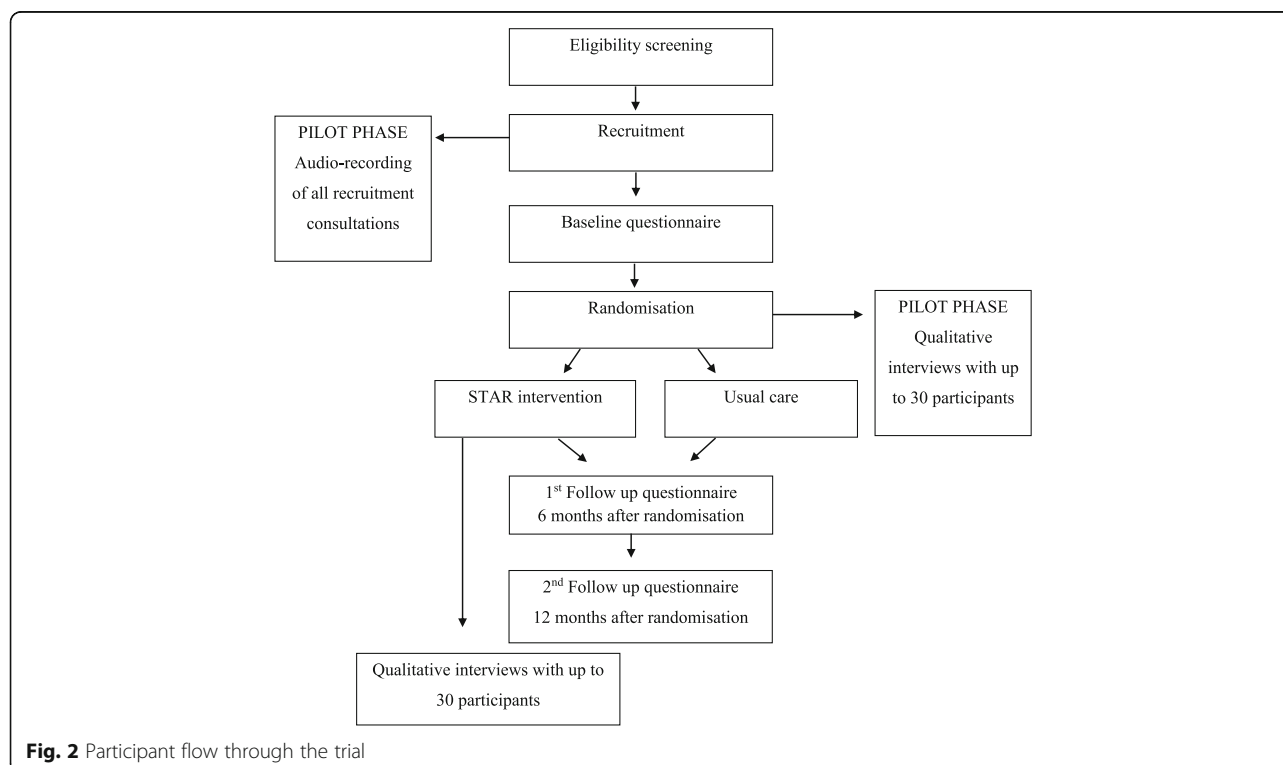 Eligibility screening
PILOT PHASE
Audio-recording
of all recruitment
consultations
Recruitment
Baseline questionnaire
Randomisation
PILOT PHASE
Qualitative
interviews with up
to 30 participants
STAR intervention
Usual care
1st Follow up questionnaire
6 months after randomisation
2nd Follow up questionnaire
12 months after randomisation
Qualitative interviews with up to
30 participants
Fig. 2 Participant flow through the trial